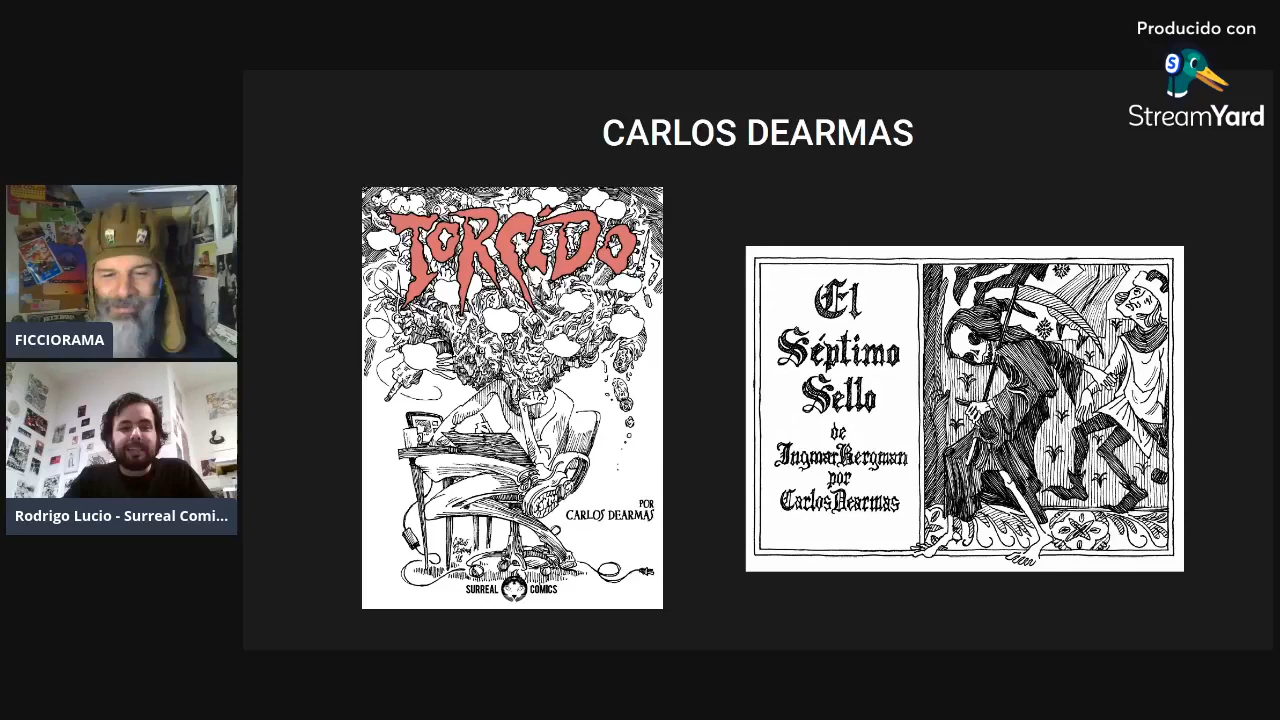 Producido con
StreamYard
CARLOS DEARMAS
FICCIORAMA
Rodrigo Lucio - Surreal Comi...
TORCIDO
POR
CARLOS DEARMAS
SURREAL COMICS
El
Séptimo
Sello
de
Ingmar Bergman
por
Carlos Dearmas